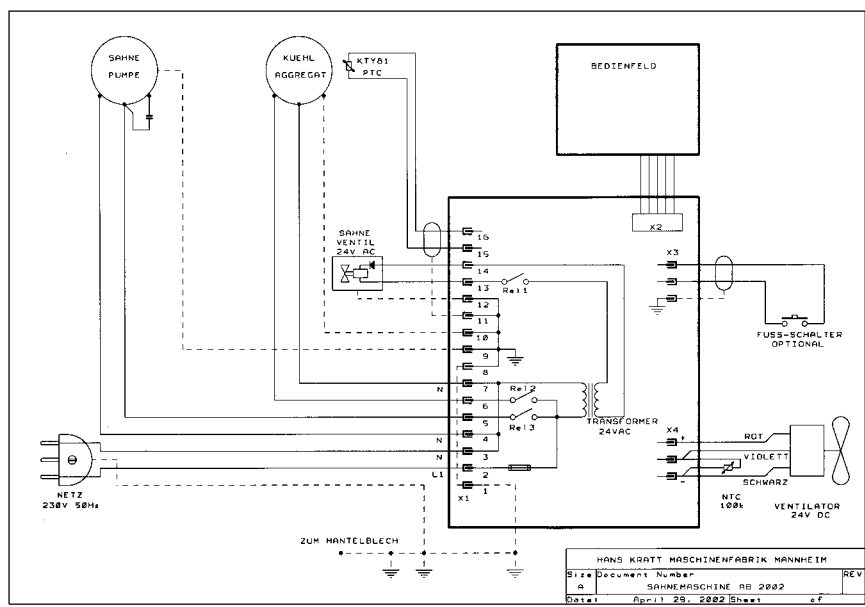 SAHNE
PUMPE
KUEHL
AGGREGAT
KTY81
PTC
BEDIENFELD
X2
SAHNE
VENTIL
24V AC
16
15
14
13
12
11
10
9
8
7
6
5
4
3
2
1
X1
Rel1
Rel2
Rel3
N
N
N
L1
TRANSFORMER
24VAC
X3
FUSS-SCHALTER
OPTIONAL
X4
+
-
ROT
VIOLETT
SCHWARZ
NTC
100k
VENTILATOR
24V DC
NETZ
230V 50Hz
ZUM MANTELBLECH
HANS KRATT MASCHINENFABRIK MANNHEIM
Size Document Number REV
A SAHNEMASCHINE AB 2002
Date: April 29, 2002 Sheet of